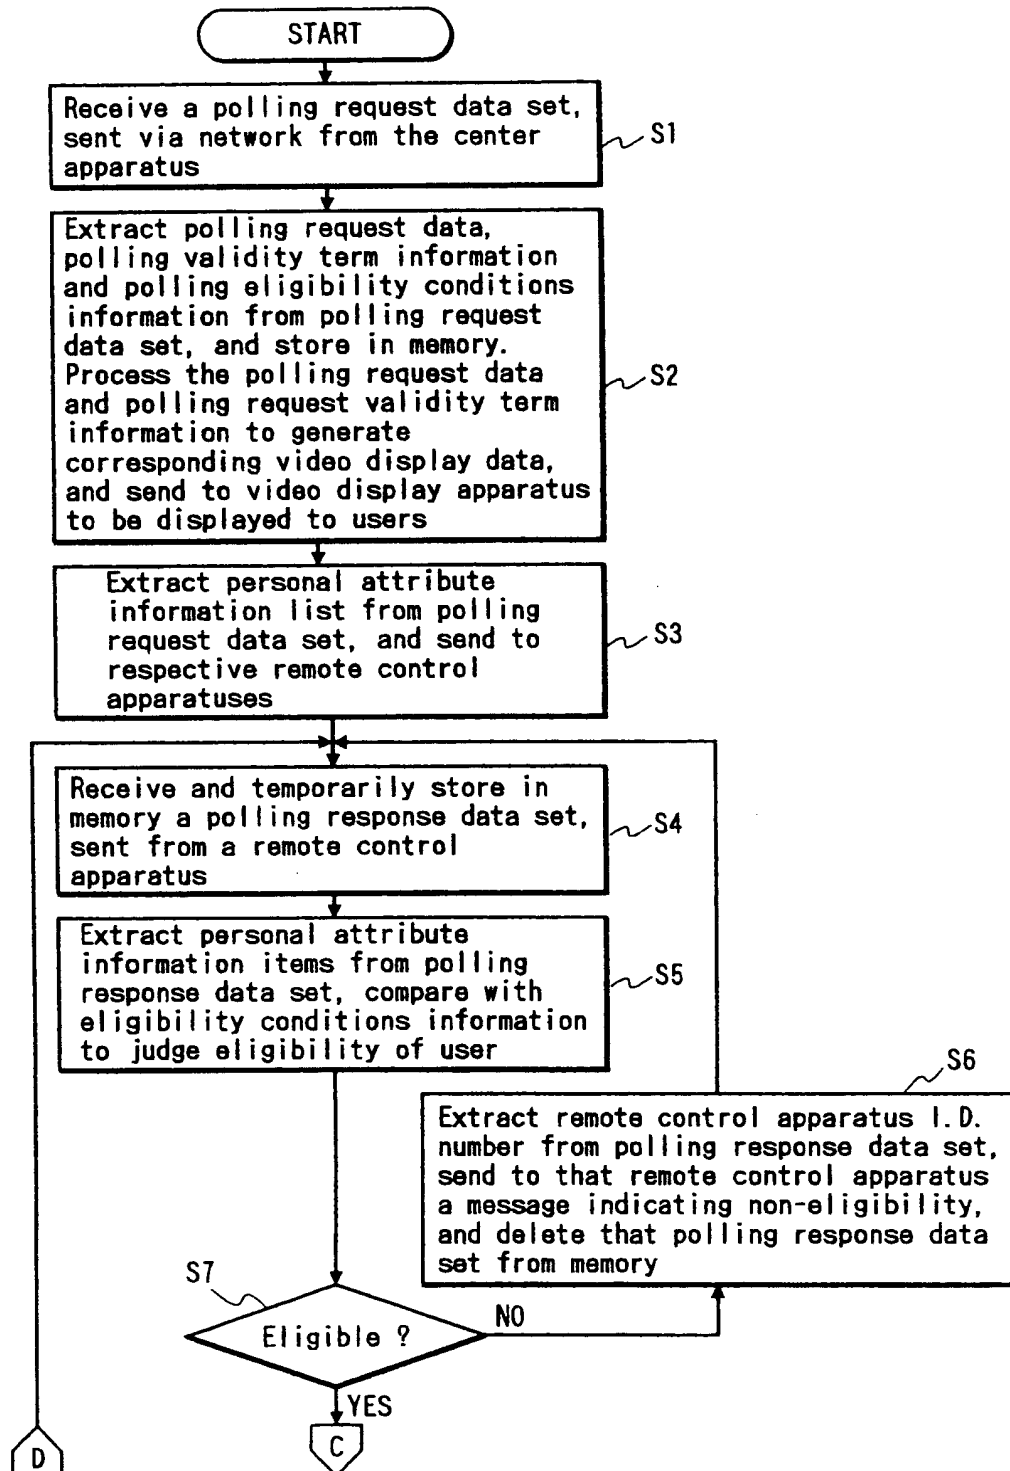 START
Receive a polling request data set,
sent via network from the center
apparatus
S1
Extract polling request data,
polling validity term information
and polling eligibility conditions
information from polling request
data set, and store in memory.
Process the polling request data
and polling request validity term
information to generate
corresponding video display data,
and send to video display apparatus
to be displayed to users
S2
Extract personal attribute
information list from polling
request data set, and send to
respective remote control
apparatuses
S3
Receive and temporarily store in
memory a polling response data set,
sent from a remote control
apparatus
S4
Extract personal attribute
information items from polling
response data set, compare with
eligibility conditions information
to judge eligibility of user
S5
S6
Extract remote control apparatus I.D.
number from polling response data set,
send to that remote control apparatus
a message indicating non-eligibility,
and delete that polling response data
set from memory
S7
Eligible ?
NO
YES
C
D